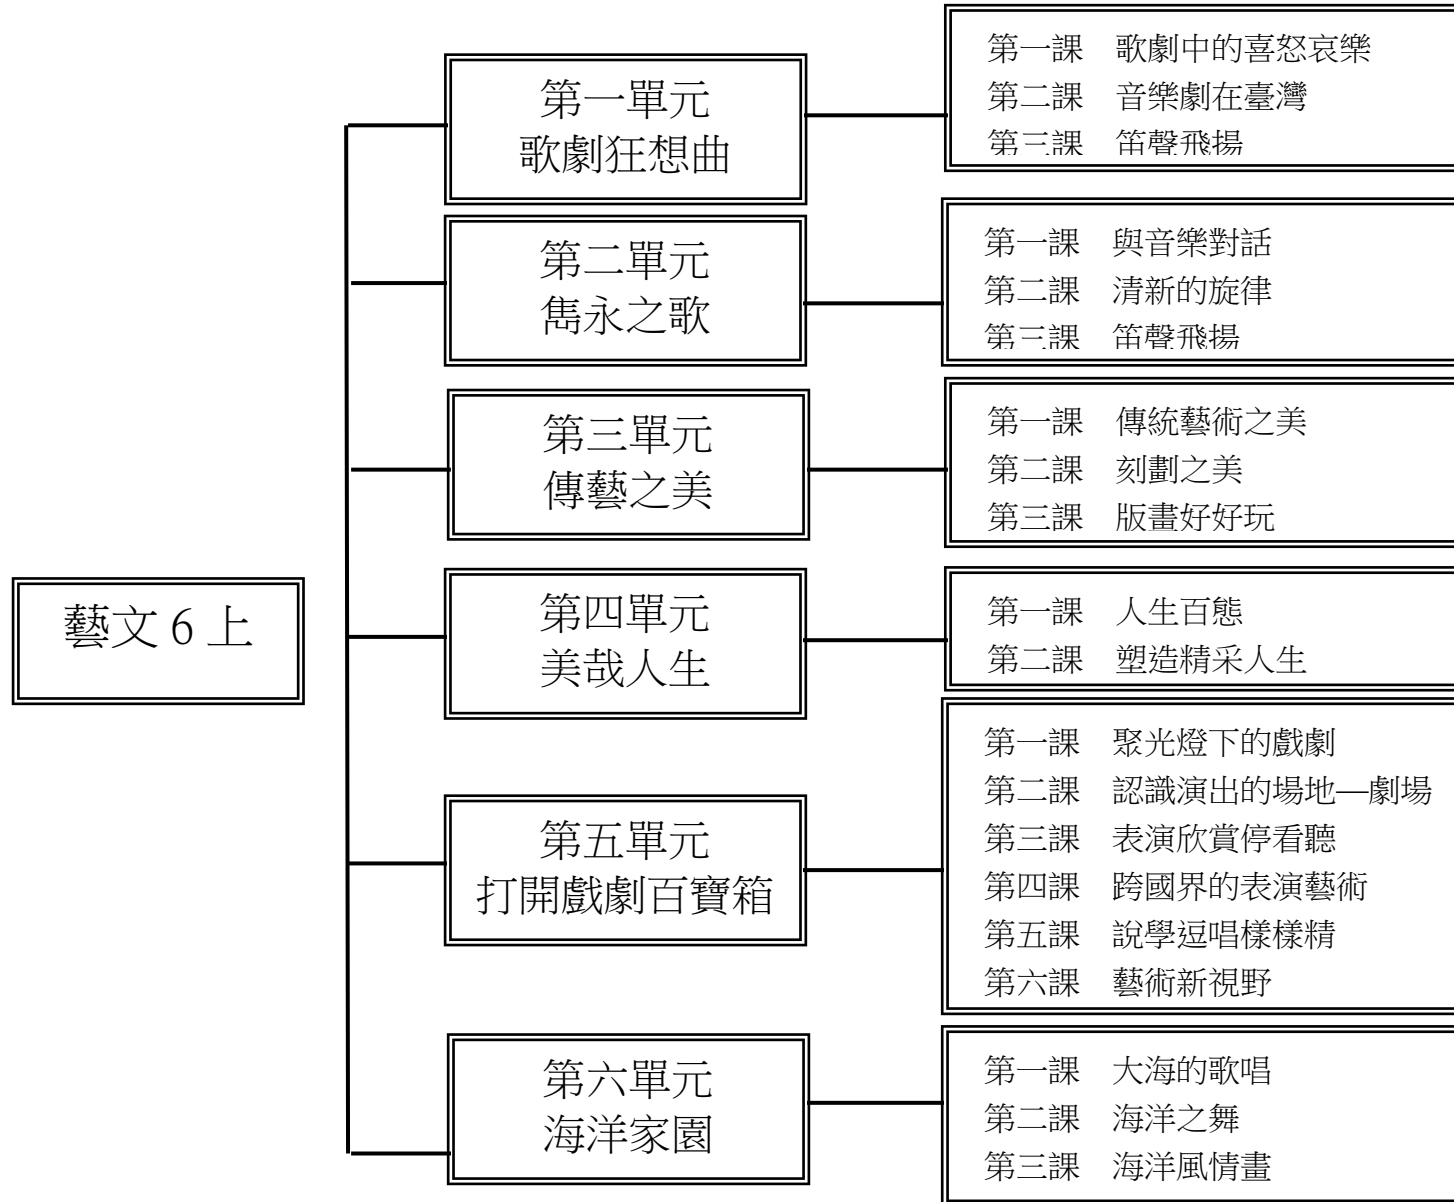 藝文 6 上
第一單元
歌劇狂想曲
第一課　歌劇中的喜怒哀樂
第二課　音樂劇在臺灣
第三課　笛聲飛揚
第二單元
雋永之歌
第一課　與音樂對話
第二課　清新的旋律
第三課　笛聲飛揚
第三單元
傳藝之美
第一課　傳統藝術之美
第二課　刻劃之美
第三課　版畫好好玩
第四單元
美哉人生
第一課　人生百態
第二課　塑造精采人生
第五單元
打開戲劇百寶箱
第一課　聚光燈下的戲劇
第二課　認識演出的場地—劇場
第三課　表演欣賞停看聽
第四課　跨國界的表演藝術
第五課　說學逗唱樣樣精
第六課　藝術新視野
第六單元
海洋家園
第一課　大海的歌唱
第二課　海洋之舞
第三課　海洋風情畫